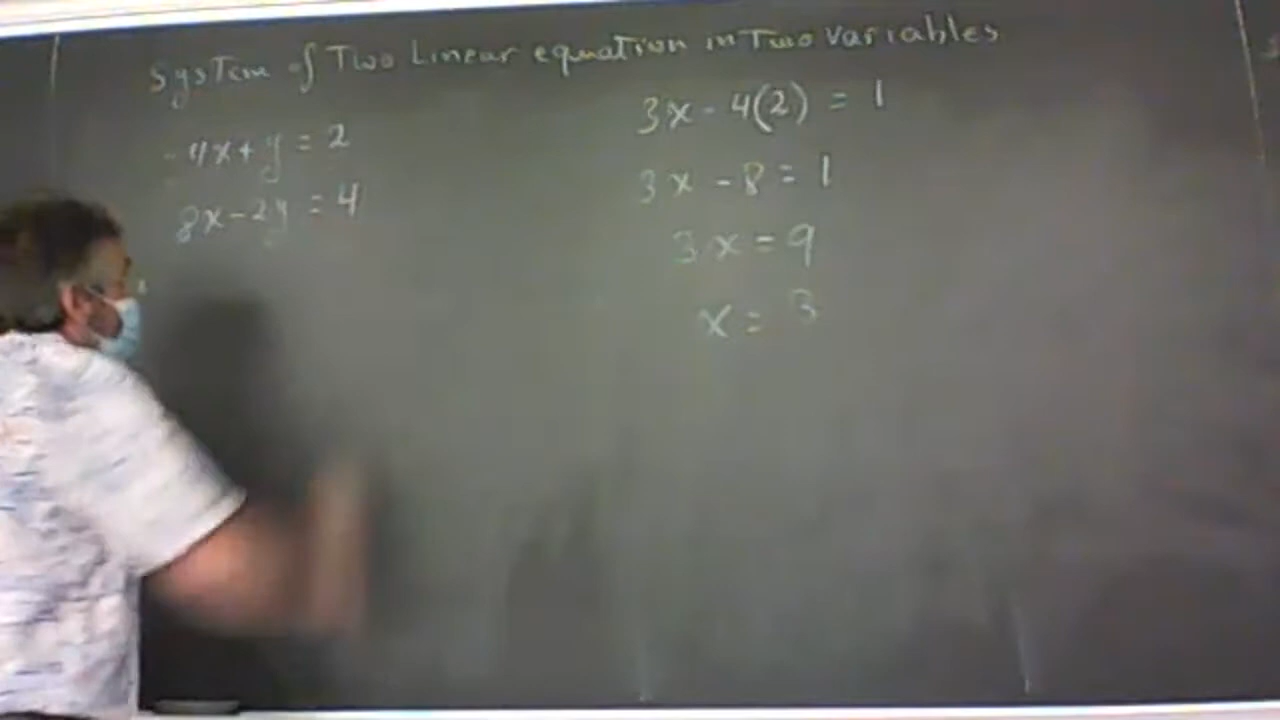 System of Two Linear equation in Two variables
-4x+y = 2
8x-2y = 4
3x - 4(2) = 1
3x - 8 = 1
3x = 9
x = 3